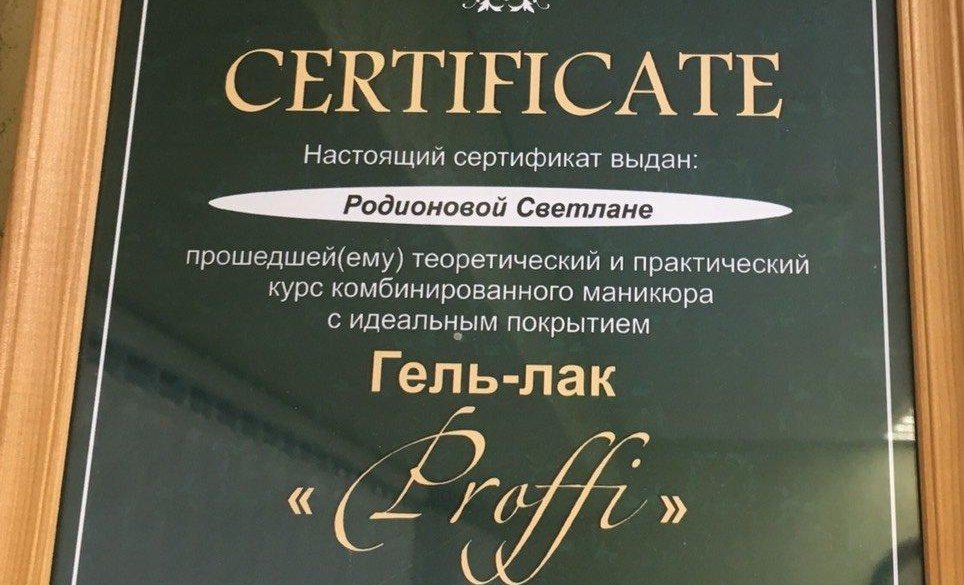 CERTIFICATE
Настоящий сертификат выдан:
Родионовой Светлане
прошедшей(ему) теоретический и практический
курс комбинированного маникюра
с идеальным покрытием
Гель-лак
« Proffi »